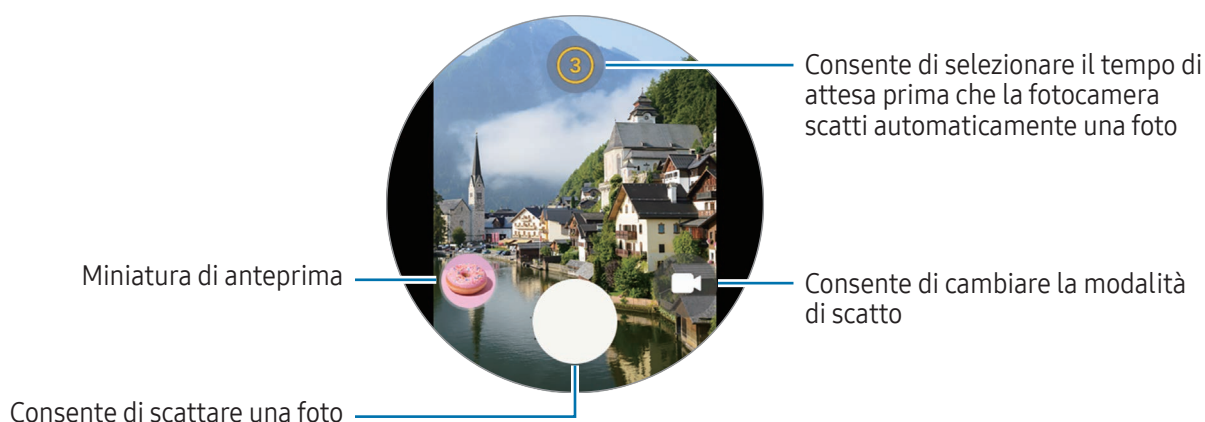 3
Consente di selezionare il tempo di
attesa prima che la fotocamera
scatti automaticamente una foto
Miniatura di anteprima
Consente di cambiare la modalità
di scatto
Consente di scattare una foto